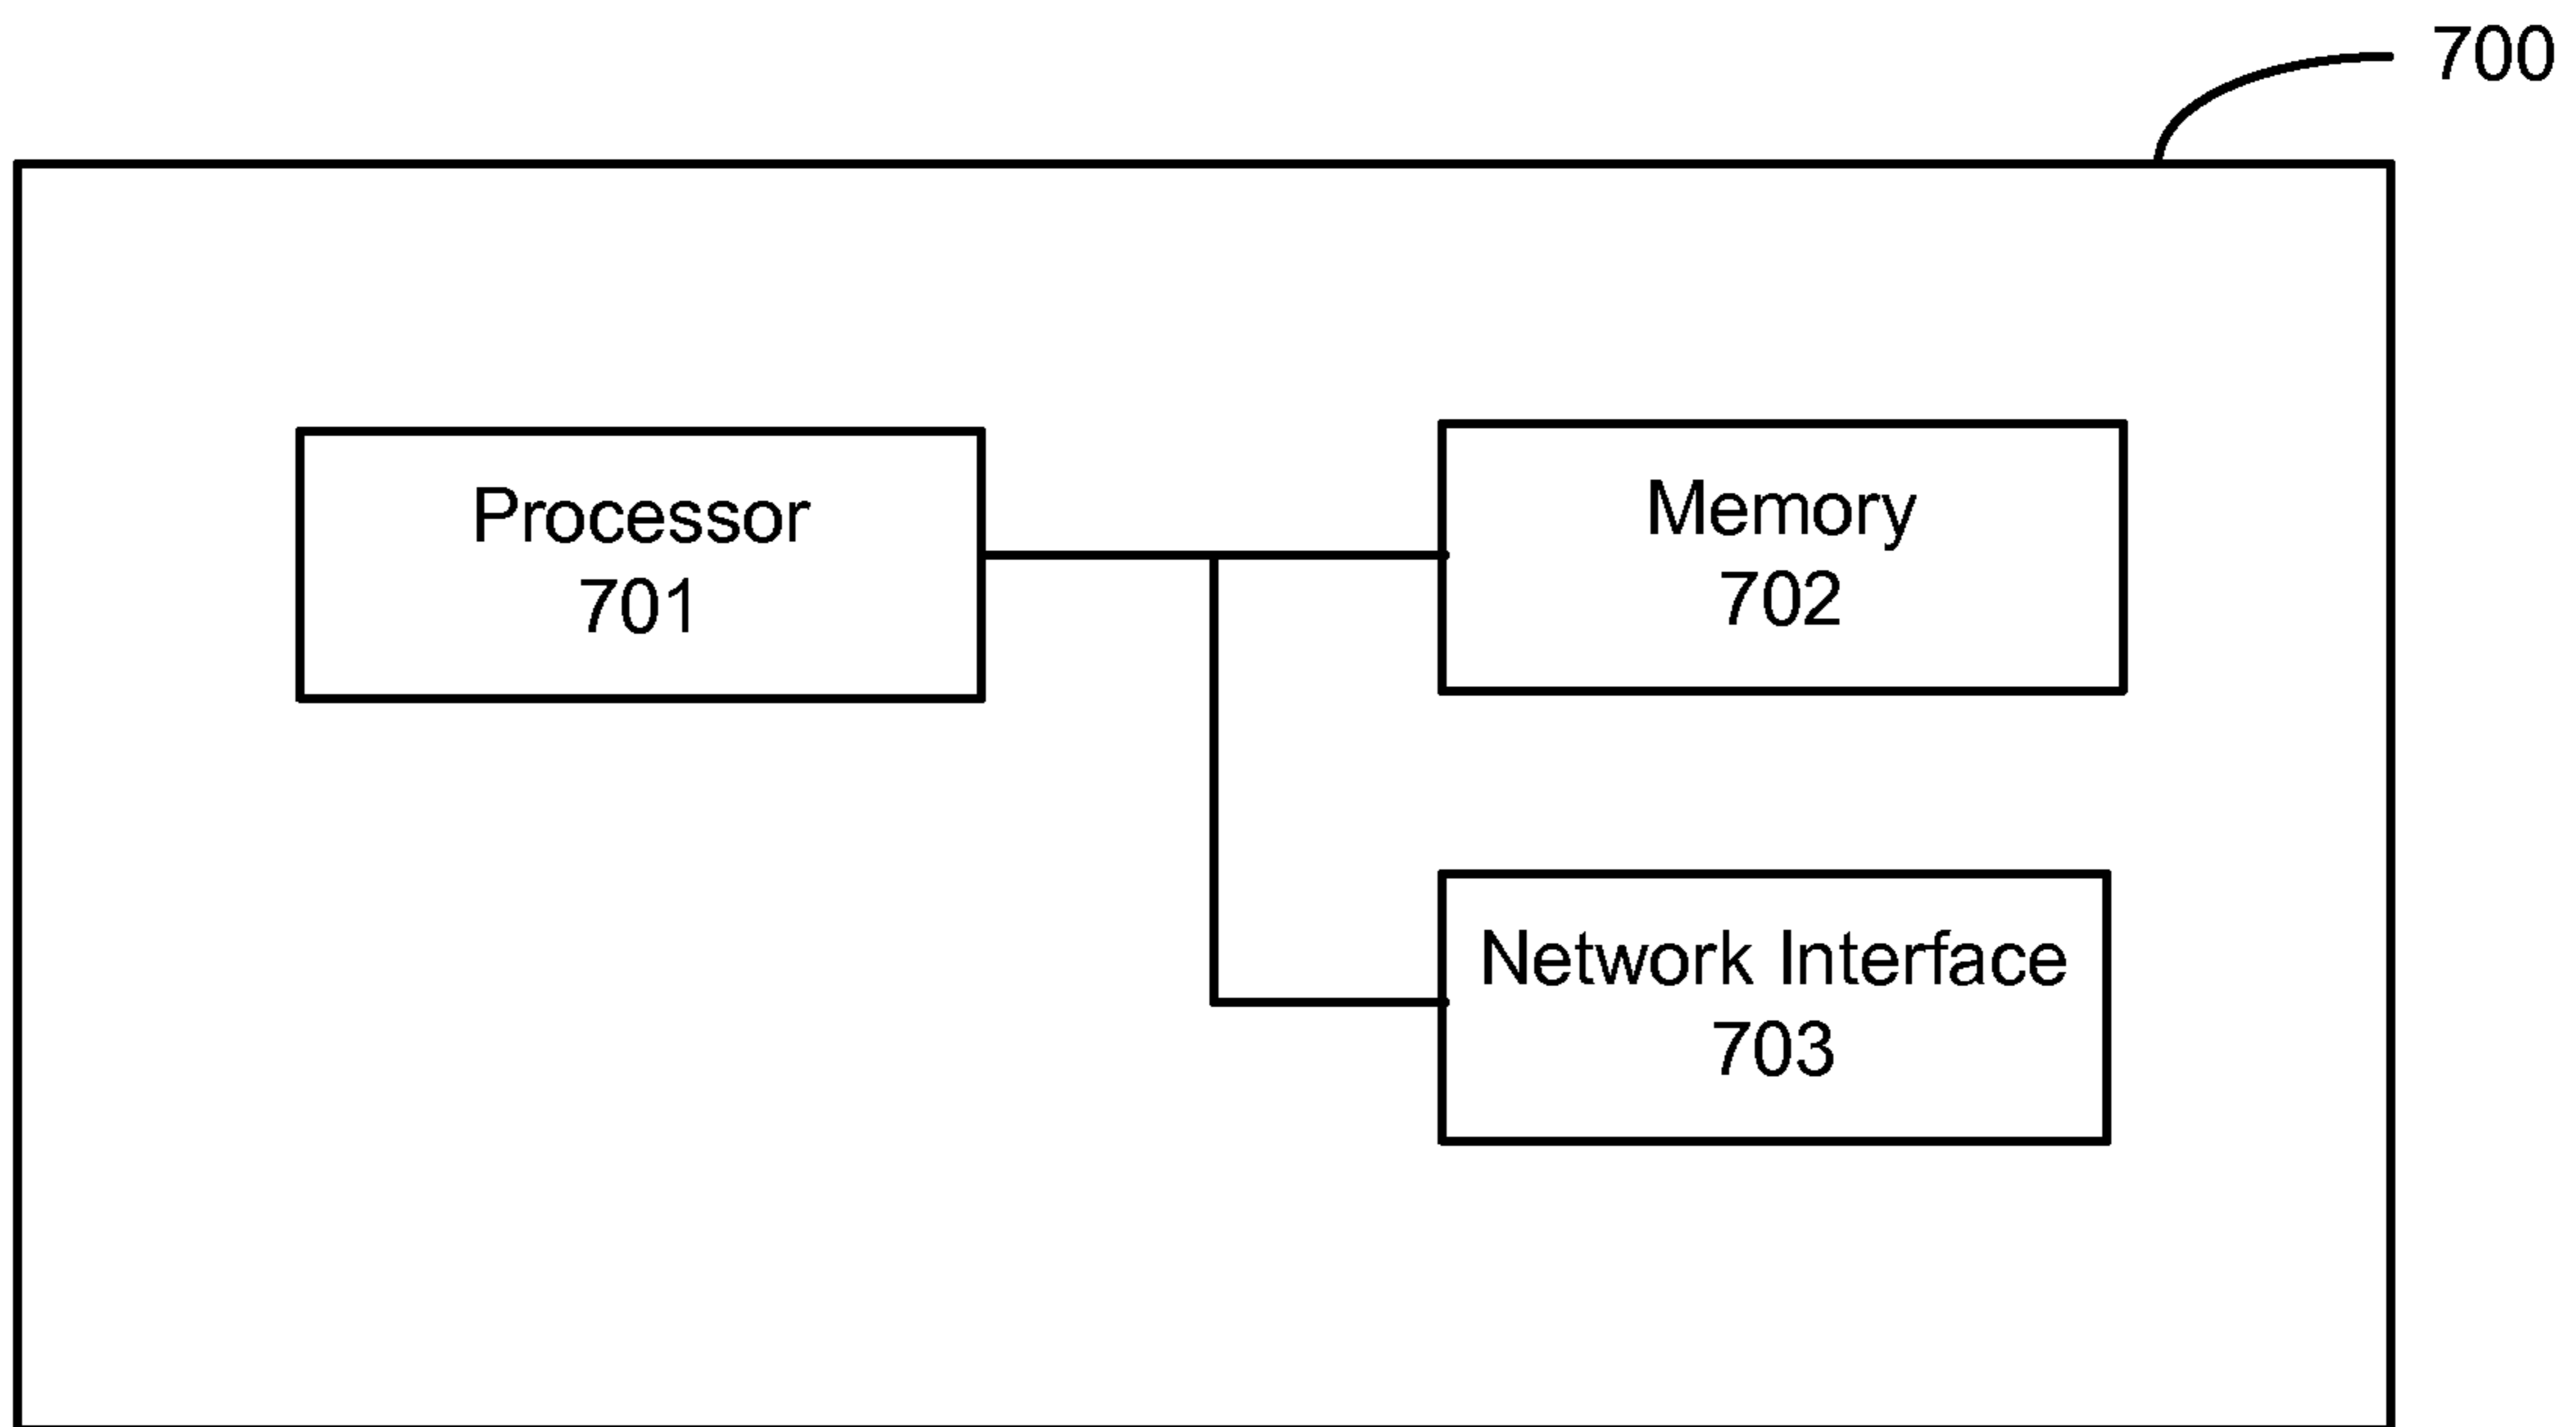 700
Processor
701
Memory
702
Network Interface
703